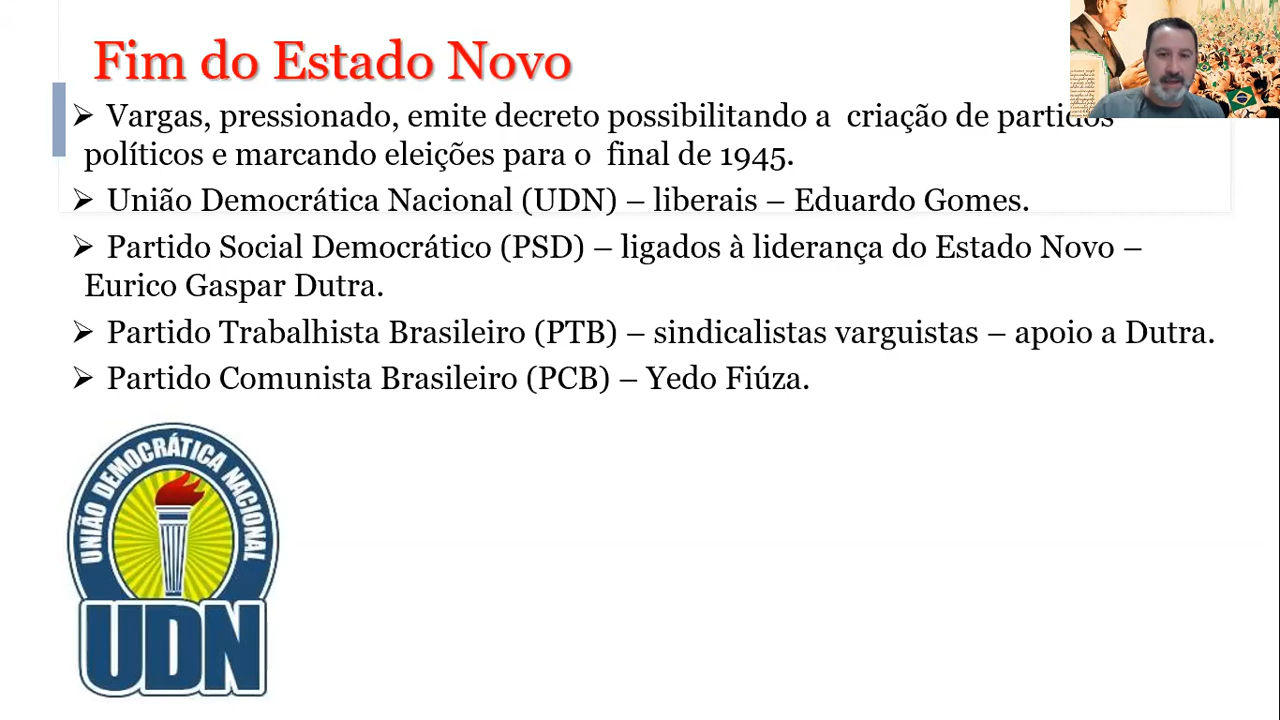 Fim do Estado Novo
➢ Vargas, pressionado, emite decreto possibilitando a criação de partidos
políticos e marcando eleições para o final de 1945.
➢ União Democrática Nacional (UDN) – liberais – Eduardo Gomes.
➢ Partido Social Democrático (PSD) – ligados à liderança do Estado Novo –
Eurico Gaspar Dutra.
➢ Partido Trabalhista Brasileiro (PTB) – sindicalistas varguistas – apoio a Dutra.
➢ Partido Comunista Brasileiro (PCB) – Yedo Fiúza.
UNIÃO DEMOCRÁTICA NACIONAL
UDN